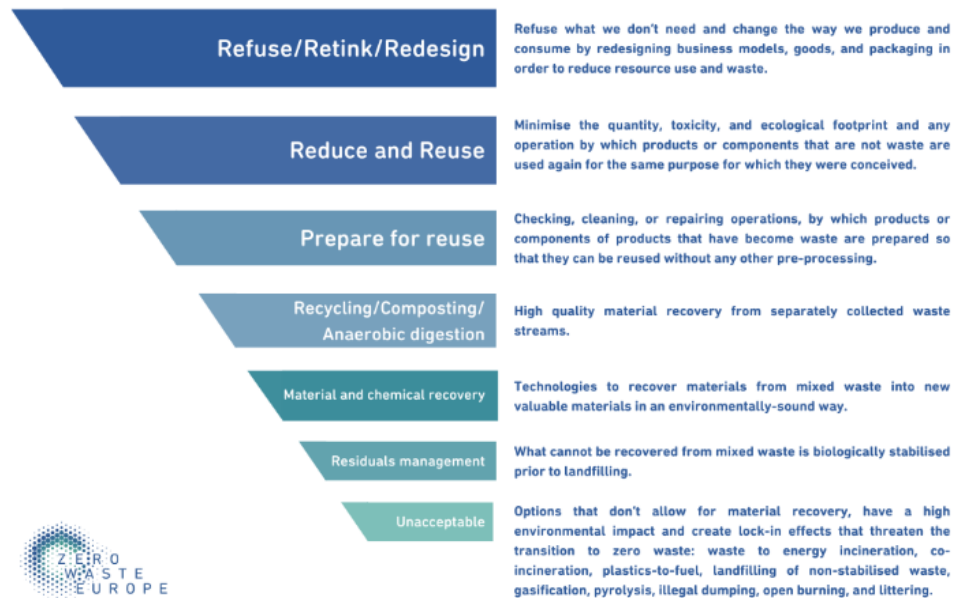 Refuse/Retink/Redesign
Refuse what we don't need and change the way we produce and
consume by redesigning business models, goods, and packaging in
order to reduce resource use and waste.
Reduce and Reuse
Minimise the quantity, toxicity, and ecological footprint and any
operation by which products or components that are not waste are
used again for the same purpose for which they were conceived.
Prepare for reuse
Checking, cleaning, or repairing operations, by which products or
components of products that have become waste are prepared so
that they can be reused without any other pre-processing.
Recycling/Composting/
Anaerobic digestion
High quality material recovery from separately collected waste
streams.
Material and chemical recovery
Technologies to recover materials from mixed waste into new
valuable materials in an environmentally-sound way.
Residuals management
What cannot be recovered from mixed waste is biologically stabilised
prior to landfilling.
Unacceptable
Options that don't allow for material recovery, have a high
environmental impact and create lock-in effects that threaten the
transition to zero waste: waste to energy incineration, co-
incineration, plastics-to-fuel, landfilling of non-stabilised waste,
gasification, pyrolysis, illegal dumping, open burning, and littering.
ZERO
WASTE
EUROPE